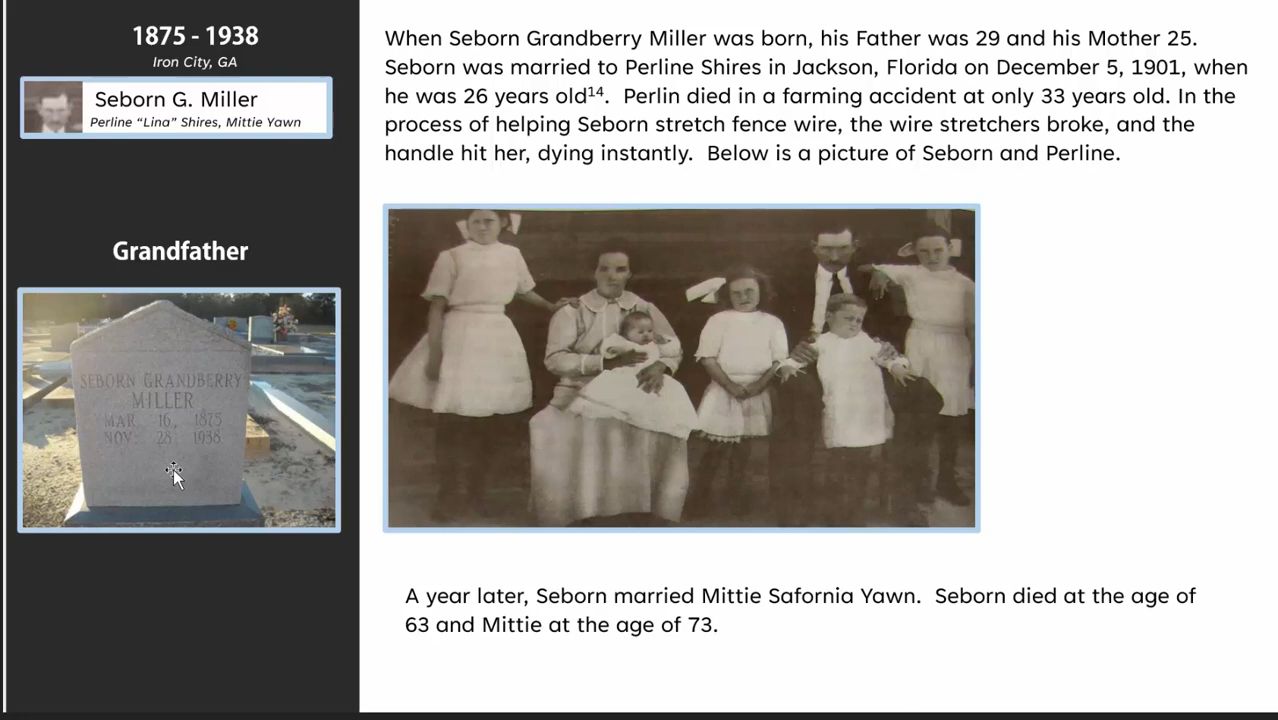 1875 - 1938
Iron City, GA
Seborn G. Miller
Perline “Lina” Shires, Mittie Yawn
Grandfather
SEBORN GRANDBERRY
MILLER
MAR 16, 1875
NOV 28 1938
When Seborn Grandberry Miller was born, his Father was 29 and his Mother 25.
Seborn was married to Perline Shires in Jackson, Florida on December 5, 1901, when
he was 26 years old¹⁴. Perlin died in a farming accident at only 33 years old. In the
process of helping Seborn stretch fence wire, the wire stretchers broke, and the
handle hit her, dying instantly. Below is a picture of Seborn and Perline.
A year later, Seborn married Mittie Safornia Yawn. Seborn died at the age of
63 and Mittie at the age of 73.